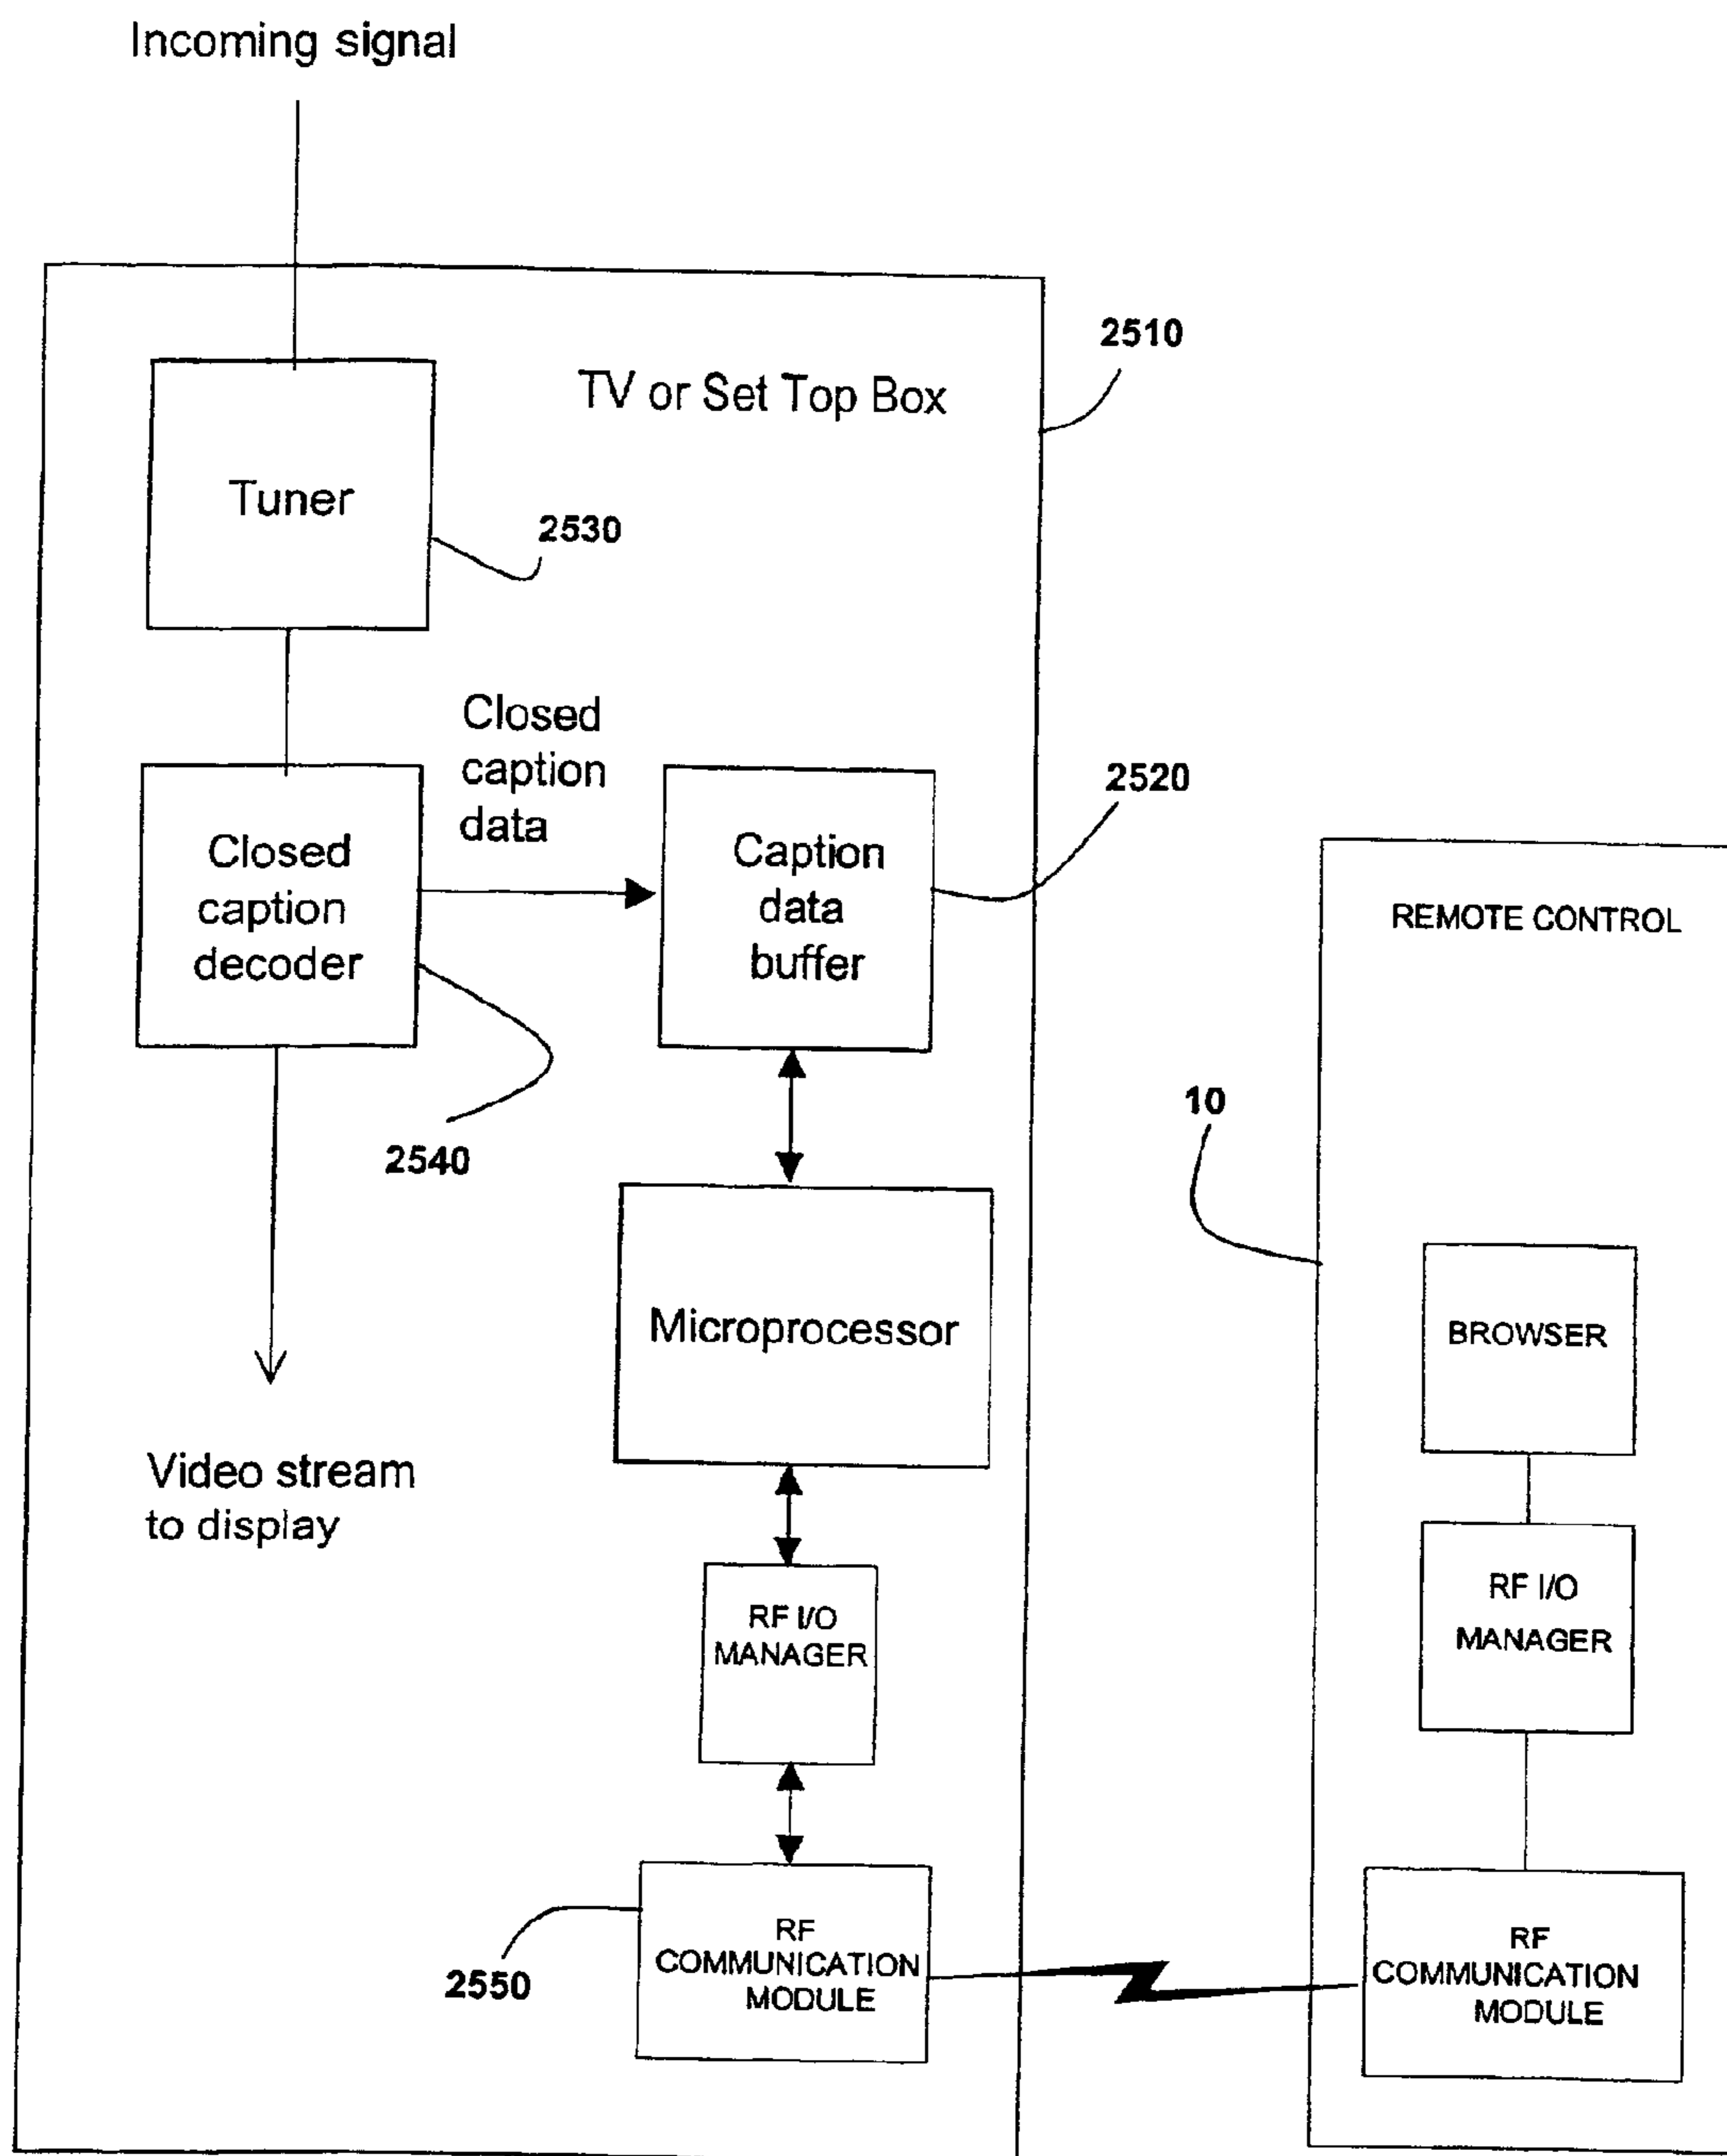 Incoming signal
2510
TV or Set Top Box
Tuner
2530
Closed
caption
data
2520
Closed
caption
decoder
Caption
data
buffer
REMOTE CONTROL
10
2540
Microprocessor
BROWSER
Video stream
to display
RF I/O
MANAGER
RF I/O
MANAGER
RF
COMMUNICATION
MODULE
2550
RF
COMMUNICATION
MODULE